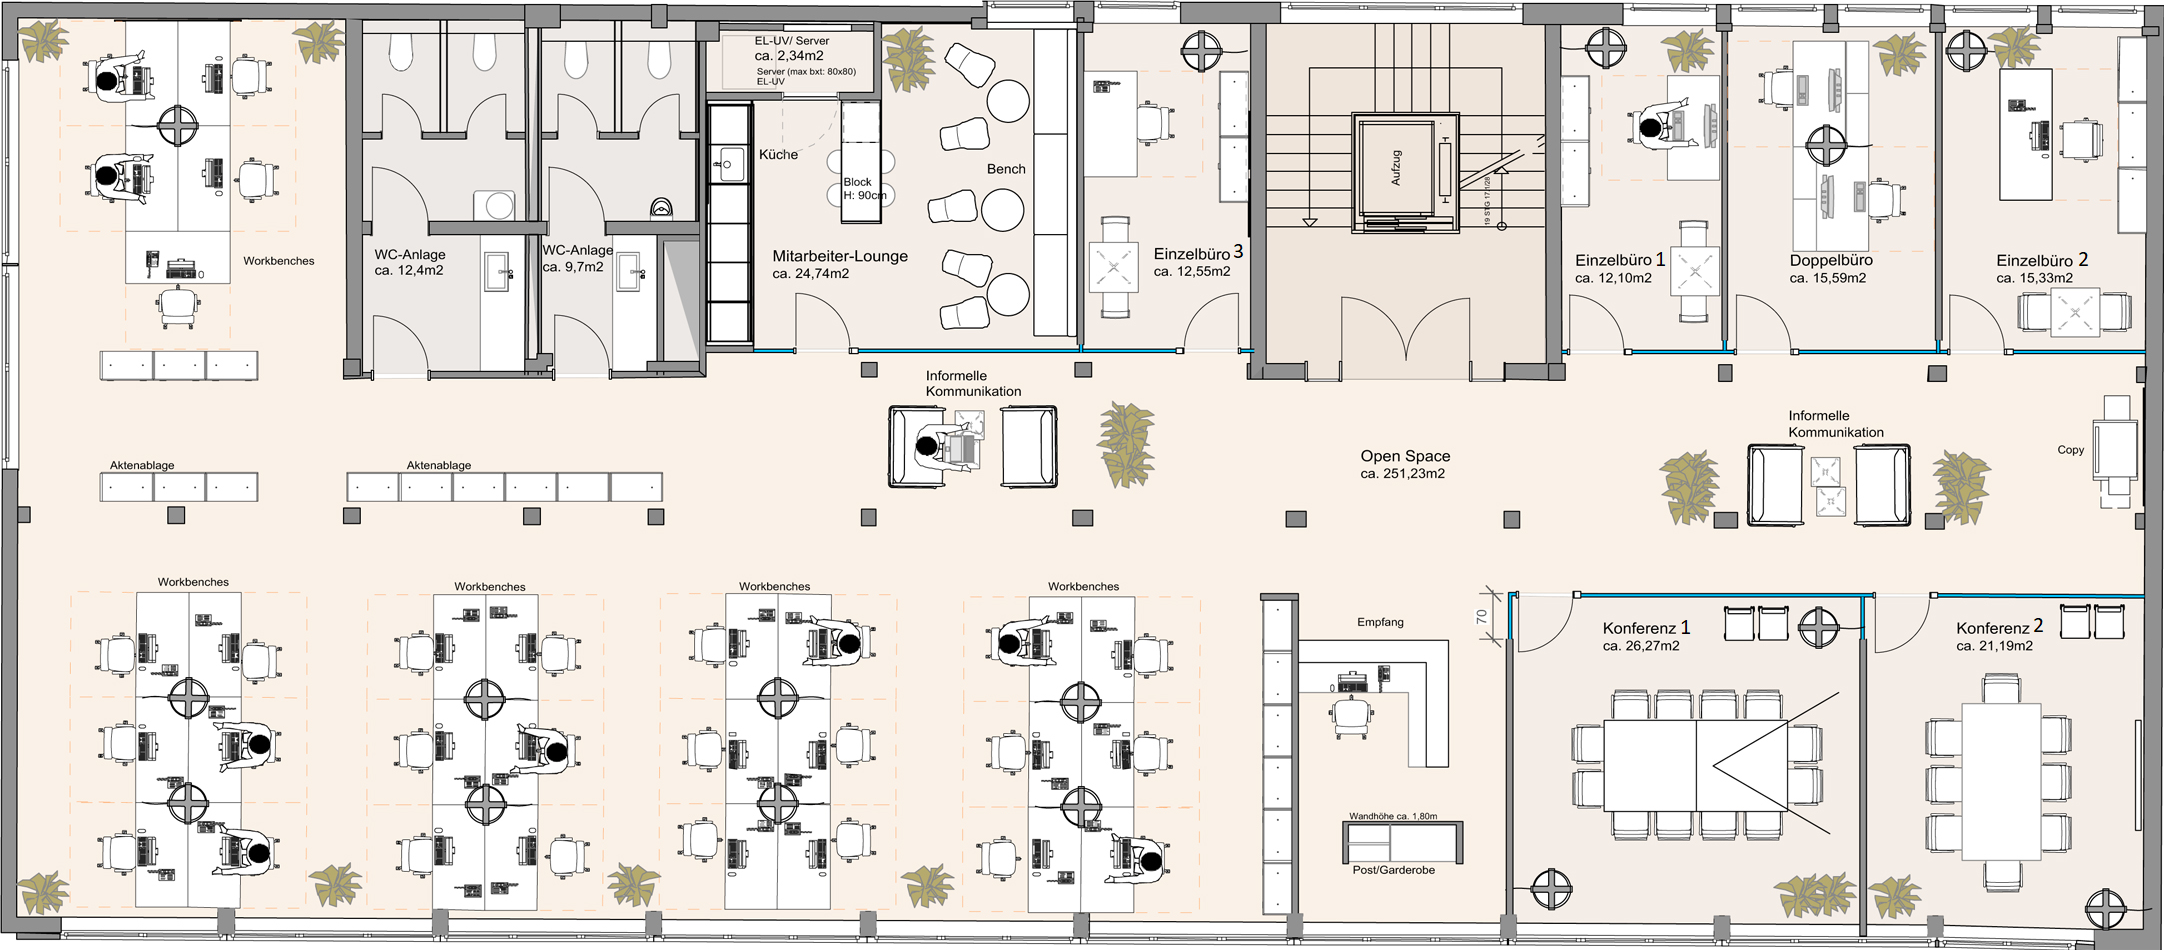 EL-UV/ Server
ca. 2,34m2
Server (max bxt: 80x80)
EL-UV
Küche
Block
H: 90cm
Bench
Mitarbeiter-Lounge
ca. 24,74m2
WC-Anlage
ca. 12,4m2
WC-Anlage
ca. 9,7m2
Workbenches
Einzelbüro 3
ca. 12,55m2
Aufzug
19 STG 17,1/28
Einzelbüro 1
ca. 12,10m2
Doppelbüro
ca. 15,59m2
Einzelbüro 2
ca. 15,33m2
Informelle
Kommunikation
Informelle
Kommunikation
Copy
Open Space
ca. 251,23m2
Aktenablage
Aktenablage
Workbenches
Workbenches
Workbenches
Workbenches
70
Empfang
Konferenz 1
ca. 26,27m2
Konferenz 2
ca. 21,19m2
Wandhöhe ca. 1,80m
Post/Garderobe